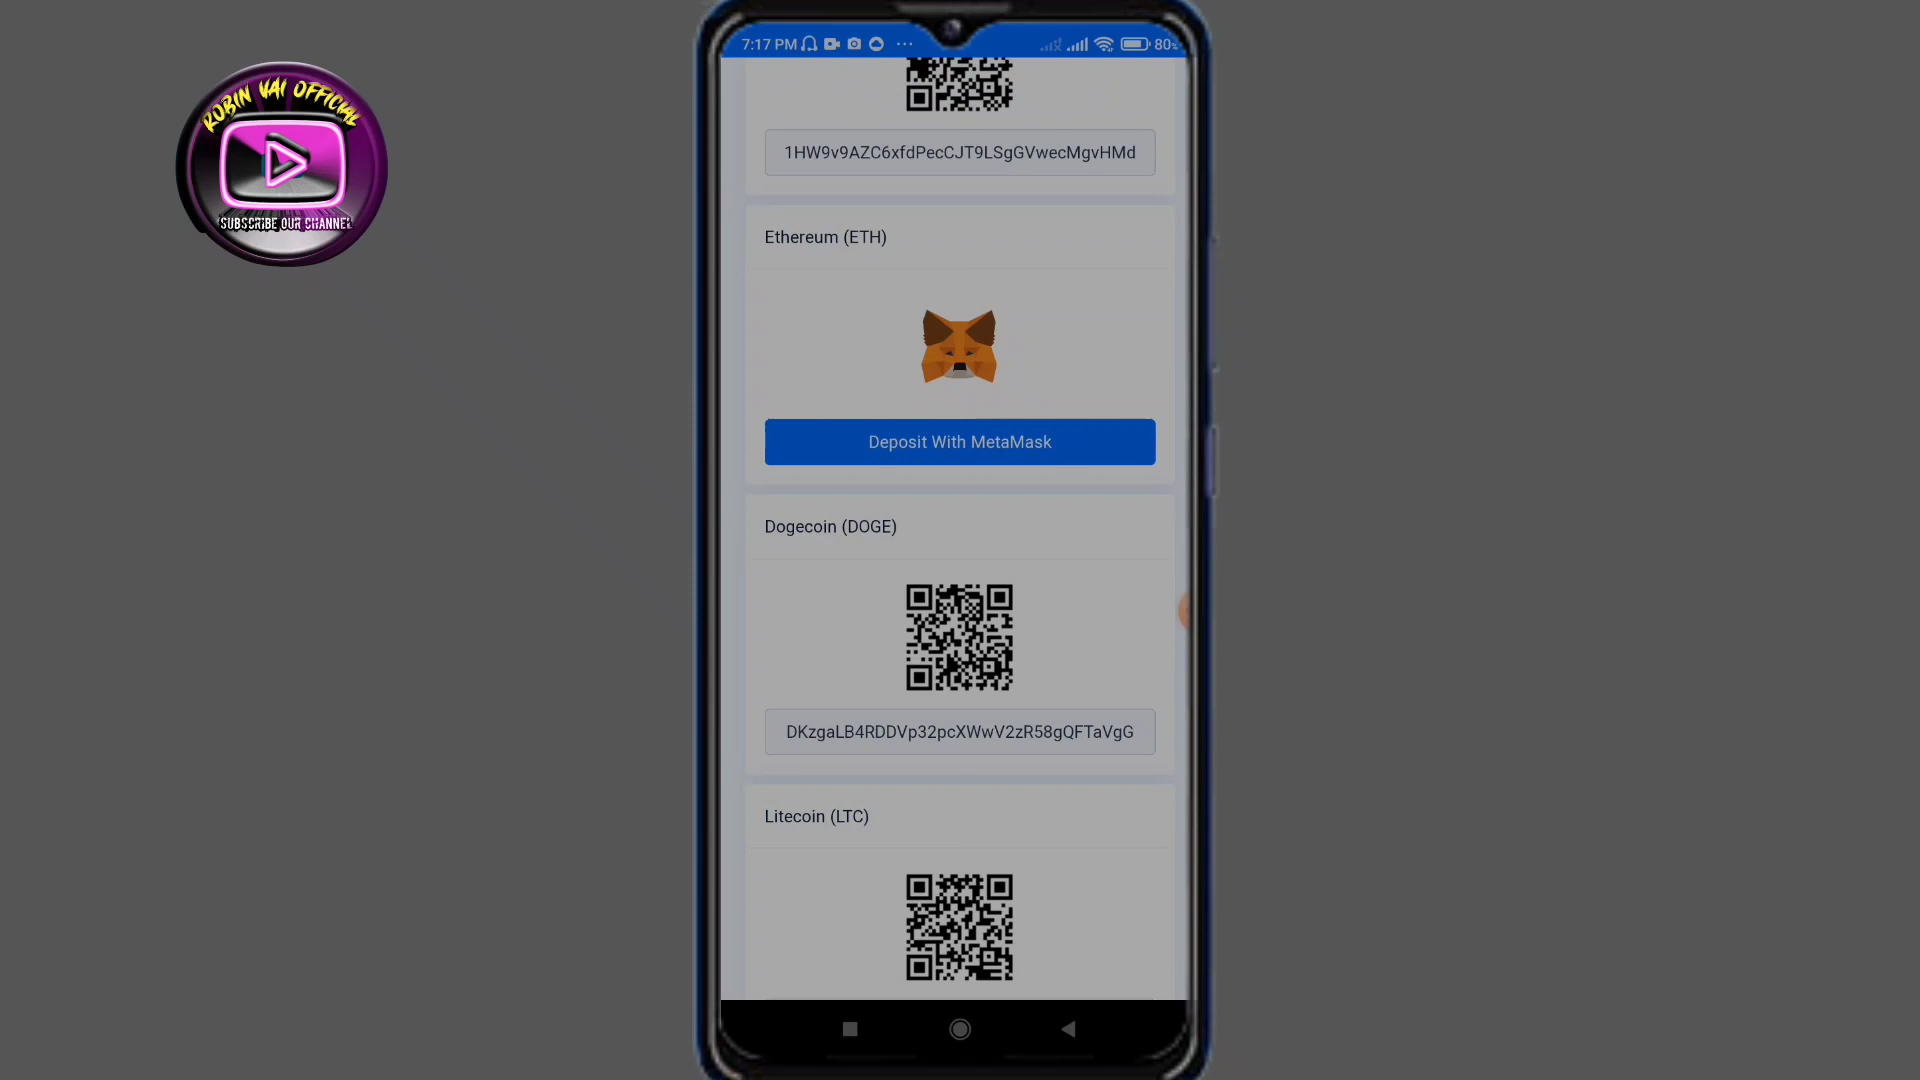 ROBIN VAI OFFICIAL
SUBSCRIBE OUR CHANNEL
7:17 PM
80%
1HW9v9AZC6xfdPecCJT9LSgGVwecMgvHMd
Ethereum (ETH)
Deposit With MetaMask
Dogecoin (DOGE)
DKzgaLB4RDDVp32pcXWwV2zR58gQFTaVgG
Litecoin (LTC)